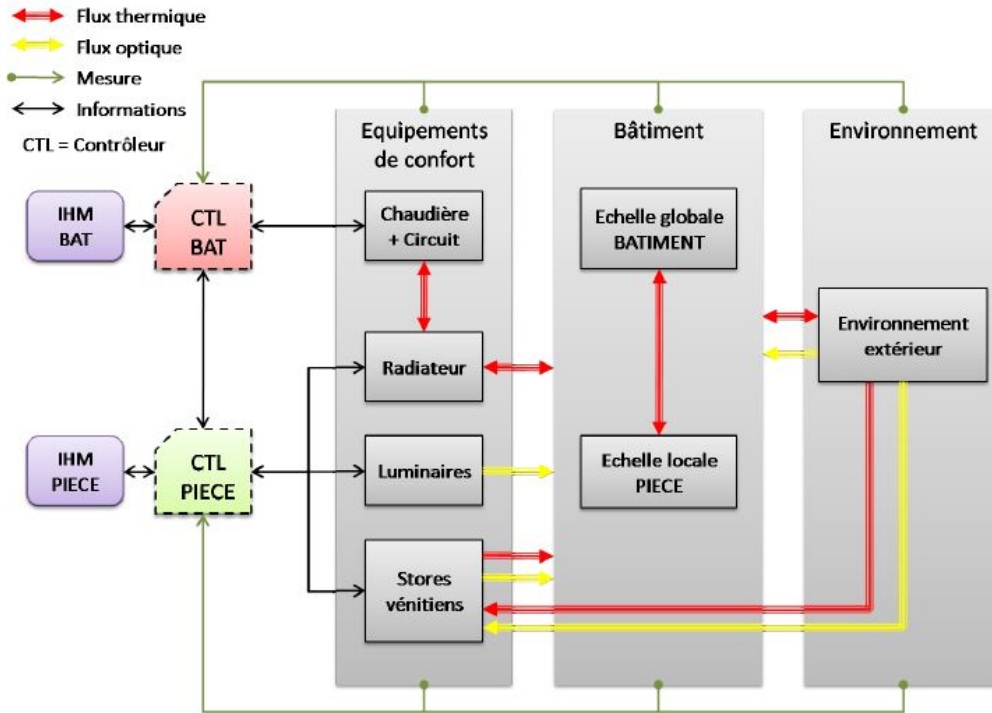 Flux thermique
Flux optique
Mesure
Informations
CTL = Contrôleur
Equipements
de confort
Bâtiment
Environnement
IHM
BAT
CTL
BAT
Chaudière
+ Circuit
Echelle globale
BATIMENT
Environnement
extérieur
Radiateur
IHM
PIECE
CTL
PIECE
Luminaires
Echelle locale
PIECE
Stores
vénitiens